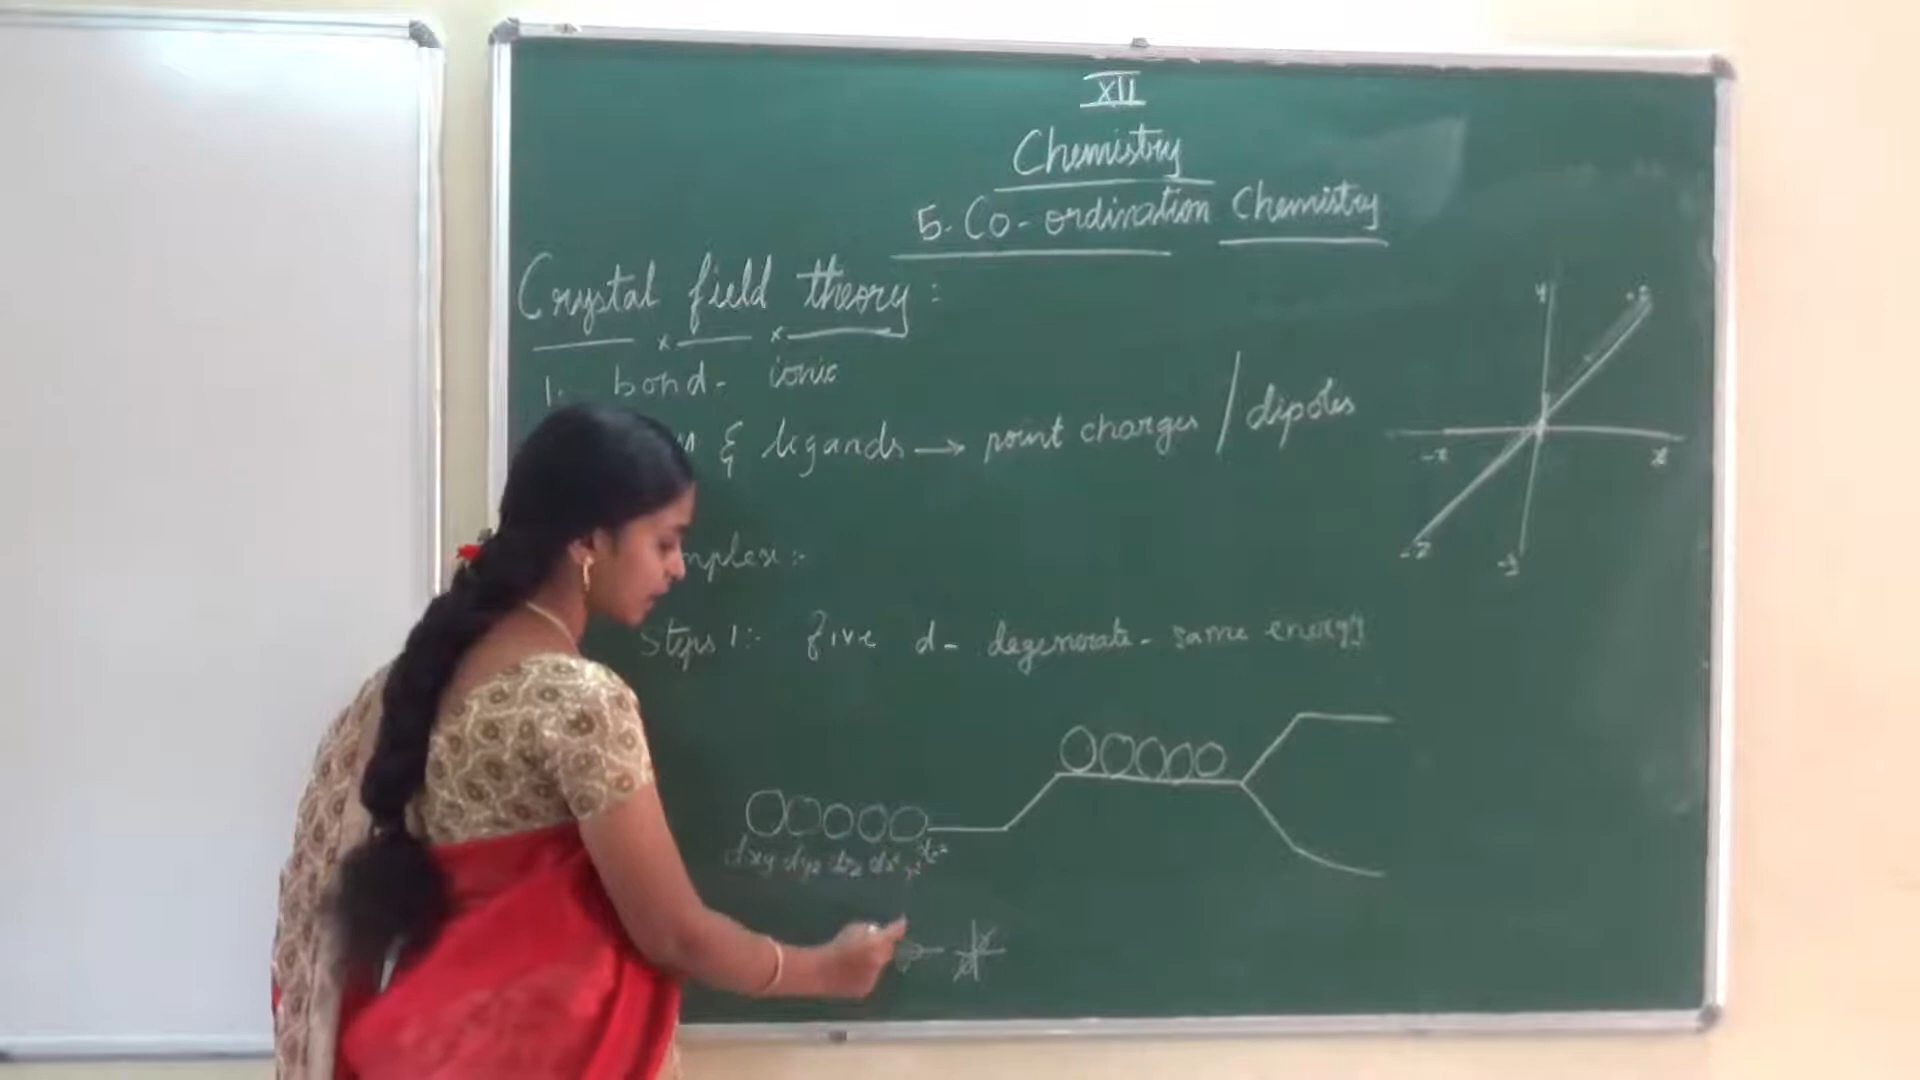 XII
Chemistry
5. Co-ordination Chemistry
Crystal field theory :
1. bond - ionic
& ligands → point charges / dipoles
mplex :-
Steps 1:- five d - degenerate - same energy
dxy dyz dzx dx²-y² dz²
y
+z
-x x
-z
-y